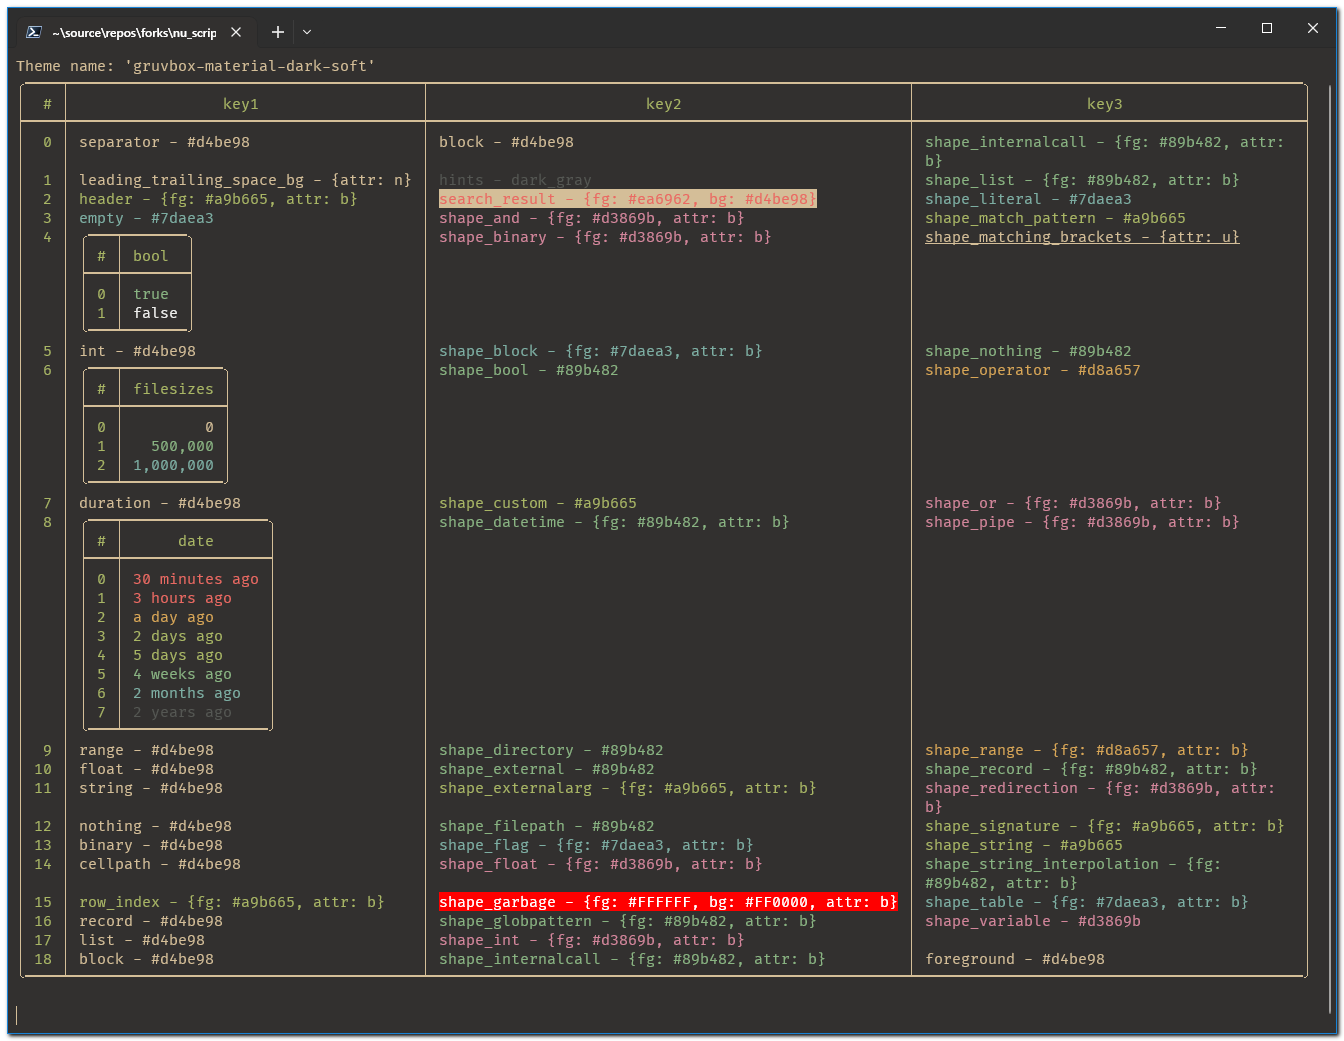 ~\source\repos\forks\nu_scrip
Theme name: 'gruvbox-material-dark-soft'
# key1 key2 key3
0 separator - #d4be98 block - #d4be98 shape_internalcall - {fg: #89b482, attr:
b}
1 leading_trailing_space_bg - {attr: n} hints - dark_gray shape_list - {fg: #89b482, attr: b}
2 header - {fg: #a9b665, attr: b} search_result - {fg: #ea6962, bg: #d4be98} shape_literal - #7daea3
3 empty - #7daea3 shape_and - {fg: #d3869b, attr: b} shape_match_pattern - #a9b665
4 shape_binary - {fg: #d3869b, attr: b} shape_matching_brackets - {attr: u}
# bool
0 true
1 false
5 int - #d4be98 shape_block - {fg: #7daea3, attr: b} shape_nothing - #89b482
6 shape_bool - #89b482 shape_operator - #d8a657
# filesizes
0 0
1 500,000
2 1,000,000
7 duration - #d4be98 shape_custom - #a9b665 shape_or - {fg: #d3869b, attr: b}
8 shape_datetime - {fg: #89b482, attr: b} shape_pipe - {fg: #d3869b, attr: b}
# date
0 30 minutes ago
1 3 hours ago
2 a day ago
3 2 days ago
4 5 days ago
5 4 weeks ago
6 2 months ago
7 2 years ago
9 range - #d4be98 shape_directory - #89b482 shape_range - {fg: #d8a657, attr: b}
10 float - #d4be98 shape_external - #89b482 shape_record - {fg: #89b482, attr: b}
11 string - #d4be98 shape_externalarg - {fg: #a9b665, attr: b} shape_redirection - {fg: #d3869b, attr:
b}
12 nothing - #d4be98 shape_filepath - #89b482 shape_signature - {fg: #a9b665, attr: b}
13 binary - #d4be98 shape_flag - {fg: #7daea3, attr: b} shape_string - #a9b665
14 cellpath - #d4be98 shape_float - {fg: #d3869b, attr: b} shape_string_interpolation - {fg:
#89b482, attr: b}
15 row_index - {fg: #a9b665, attr: b} shape_garbage - {fg: #FFFFFF, bg: #FF0000, attr: b} shape_table - {fg: #7daea3, attr: b}
16 record - #d4be98 shape_globpattern - {fg: #89b482, attr: b} shape_variable - #d3869b
17 list - #d4be98 shape_int - {fg: #d3869b, attr: b}
18 block - #d4be98 shape_internalcall - {fg: #89b482, attr: b} foreground - #d4be98